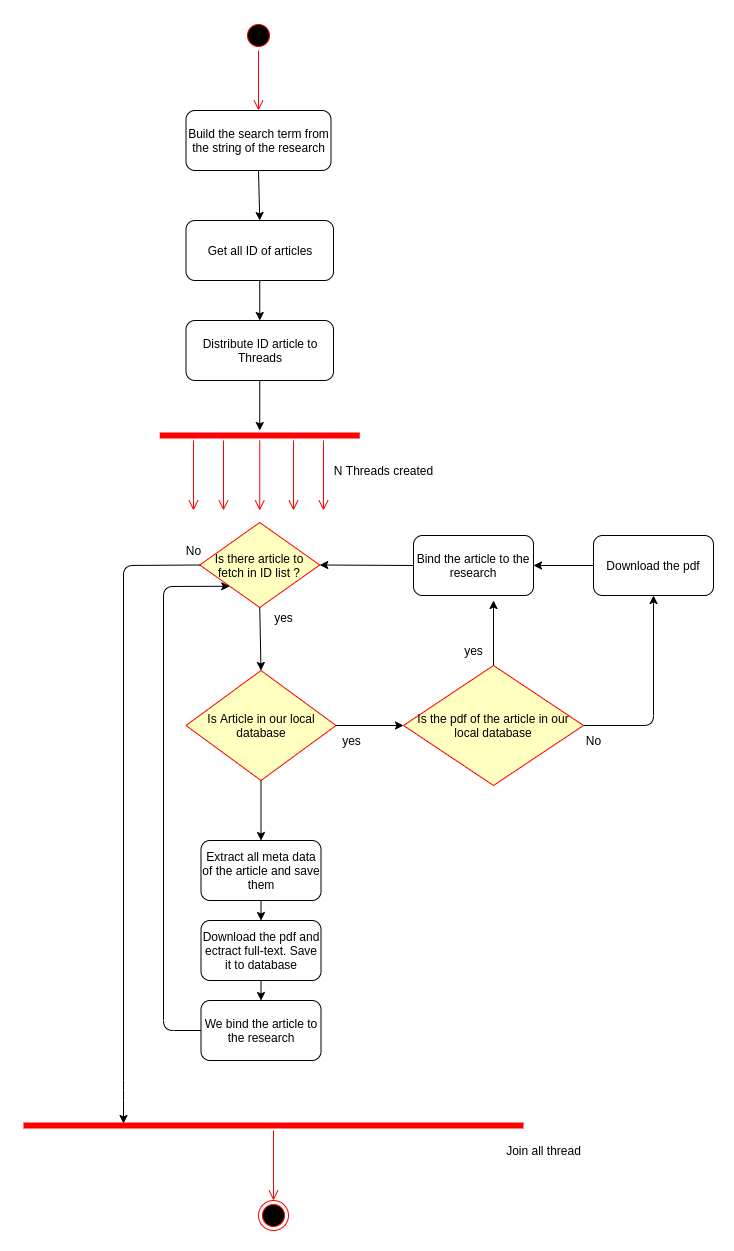 Build the search term from
the string of the research
Get all ID of articles
Distribute ID article to
Threads
N Threads created
No
Is there article to
fetch in ID list ?
Bind the article to the
research
Download the pdf
yes
yes
Is Article in our local
database
yes
Is the pdf of the article in our
local database
No
Extract all meta data
of the article and save
them
Download the pdf and
ectract full-text. Save
it to database
We bind the article to
the research
Join all thread